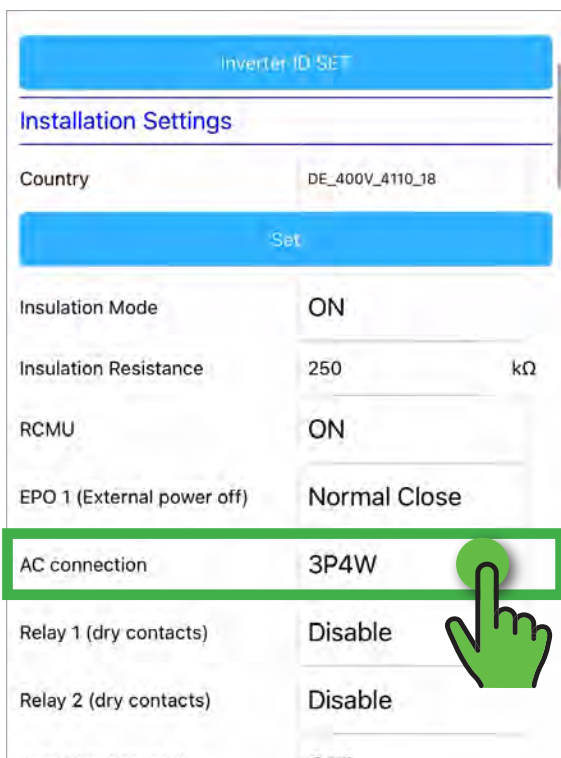 Inverter ID SET
Installation Settings
Country DE_400V_4110_18
Set
Insulation Mode ON
Insulation Resistance 250 kΩ
RCMU ON
EPO 1 (External power off) Normal Close
AC connection 3P4W
Relay 1 (dry contacts) Disable
Relay 2 (dry contacts) Disable